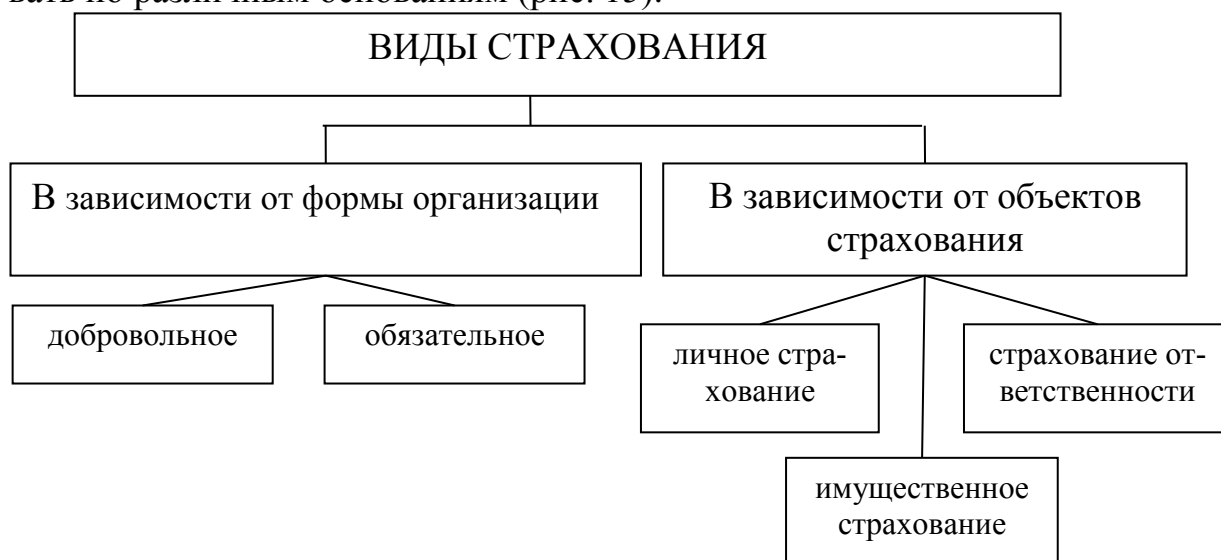 вать по различным основаниям (рис. 15).
ВИДЫ СТРАХОВАНИЯ
В зависимости от формы организации
В зависимости от объектов
страхования
добровольное
обязательное
личное стра-
хование
страхование от-
ветственности
имущественное
страхование